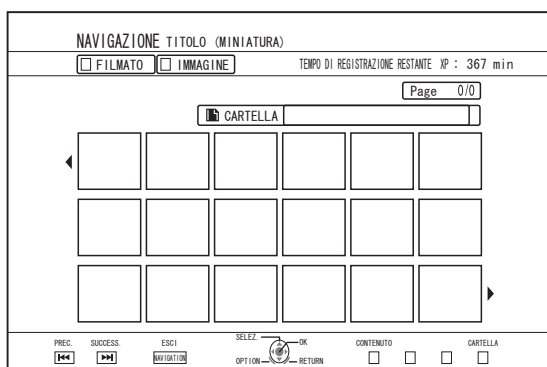 NAVIGAZIONE TITOLO (MINIATURA)
FILMATO IMMAGINE TEMPO DI REGISTRAZIONE RESTANTE XP : 367 min
Page 0/0
CARTELLA
PREC. SUCCESS. ESCI SELEZ. OK CONTENUTO CARTELLA
NAVIGATION OPTION RETURN